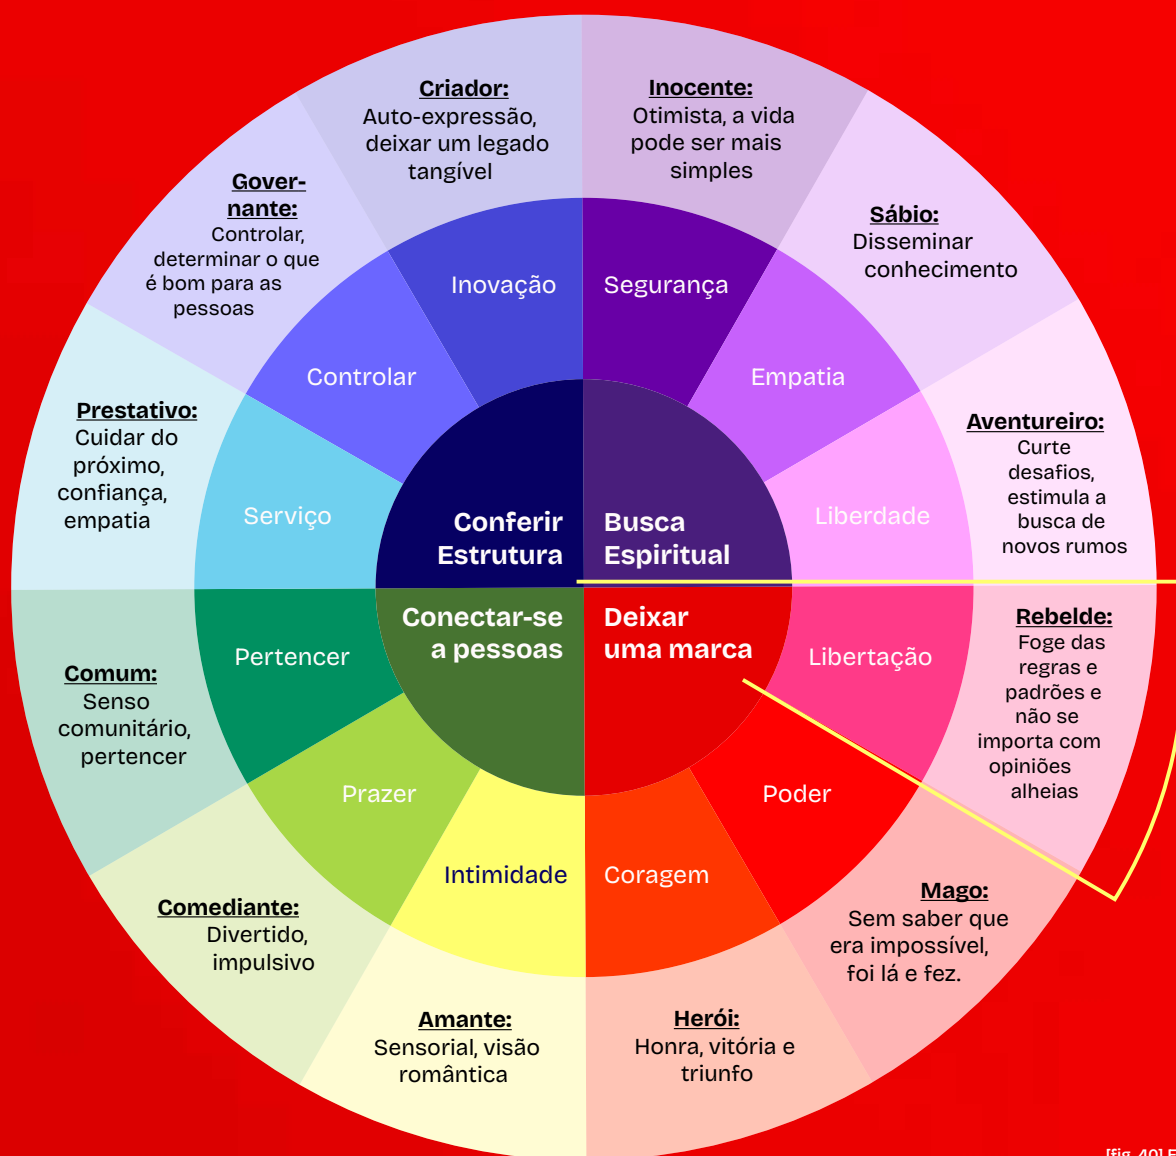 Criador:
Auto-expressão,
deixar um legado
tangível
Inocente:
Otimista, a vida
pode ser mais
simples
Gover-
nante:
Controlar,
determinar o que
é bom para as
pessoas
Sábio:
Disseminar
conhecimento
Inovação
Segurança
Controlar
Empatia
Prestativo:
Cuidar do
próximo,
confiança,
empatia
Aventureiro:
Curte
desafios,
estimula a
busca de
novos rumos
Serviço
Liberdade
Conferir
Estrutura
Busca
Espiritual
Conectar-se
a pessoas
Deixar
uma marca
Pertencer
Libertação
Comum:
Senso
comunitário,
pertencer
Rebelde:
Foge das
regras e
padrões e
não se
importa com
opiniões
alheias
Prazer
Poder
Intimidade
Coragem
Comediante:
Divertido,
impulsivo
Mago:
Sem saber que
era impossível,
foi lá e fez.
Amante:
Sensorial, visão
romântica
Herói:
Honra, vitória e
triunfo
[fig. 40]